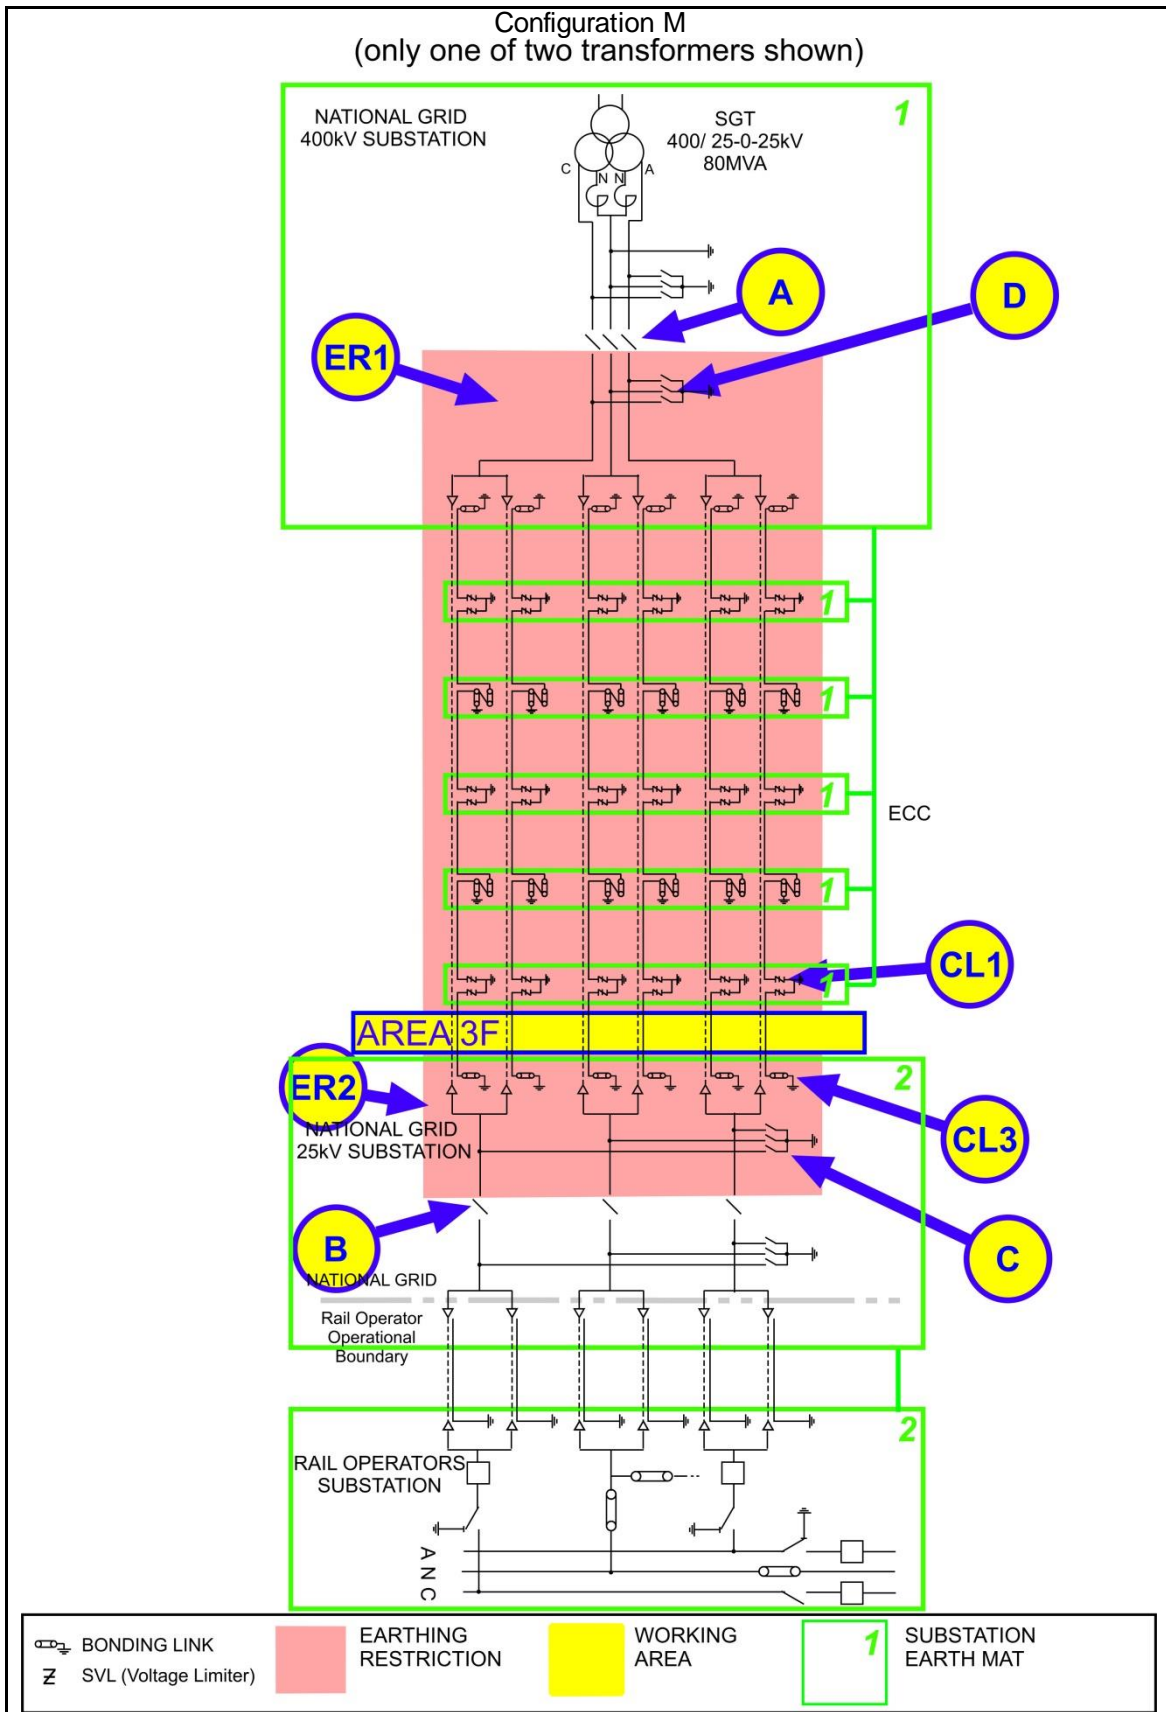 Configuration M
(only one of two transformers shown)
NATIONAL GRID
400kV SUBSTATION
SGT
400/ 25-0-25kV
80MVA
1
C
N N
A
A
D
ER1
1
1
1
1
ECC
1
CL1
AREA 3F
ER2
2
NATIONAL GRID
25kV SUBSTATION
CL3
B
C
NATIONAL GRID
Rail Operator
Operational
Boundary
2
RAIL OPERATORS
SUBSTATION
A
N
C
BONDING LINK
SVL (Voltage Limiter)
EARTHING
RESTRICTION
WORKING
AREA
1
SUBSTATION
EARTH MAT